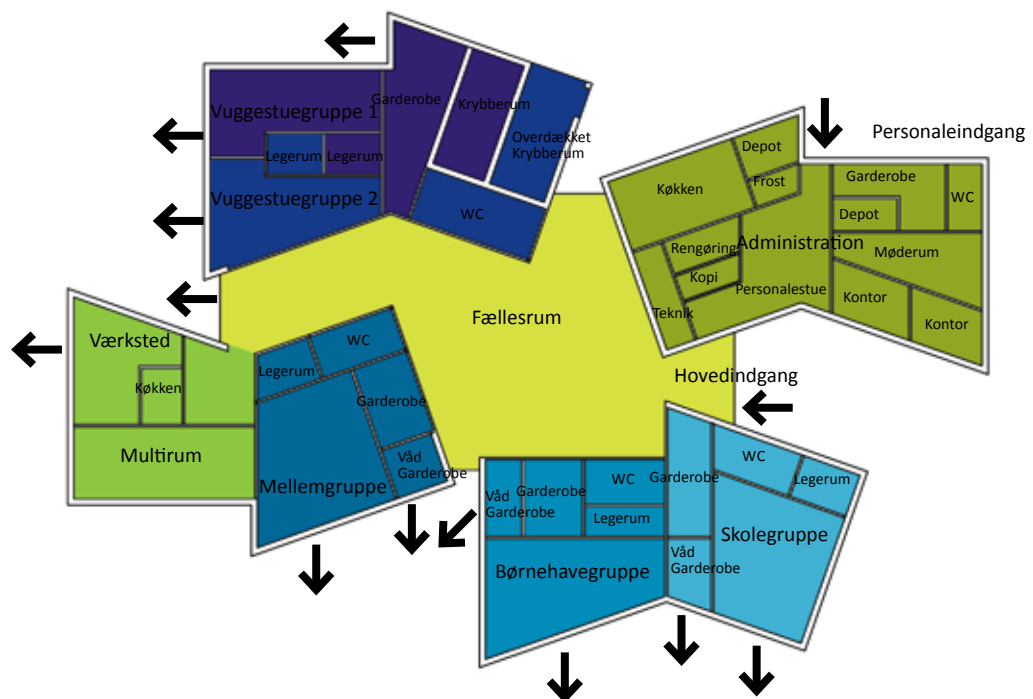 Vuggestuegruppe 1
Garderobe
Krybberum
Legerum
Legerum
Overdækket
Krybberum
Vuggestuegruppe 2
WC
Personaleindgang
Depot
Køkken
Frost
Garderobe
WC
Depot
Rengøring
Administration
Møderum
Kopi
Personalestue
Kontor
Teknik
Kontor
Fællesrum
Værksted
Køkken
Multirum
WC
Legerum
Garderobe
Våd
Garderobe
Mellemgruppe
Hovedindgang
WC
Garderobe
Legerum
Skolegruppe
Våd
Garderobe
Våd
Garderobe
Garderobe
WC
Legerum
Børnehavegruppe